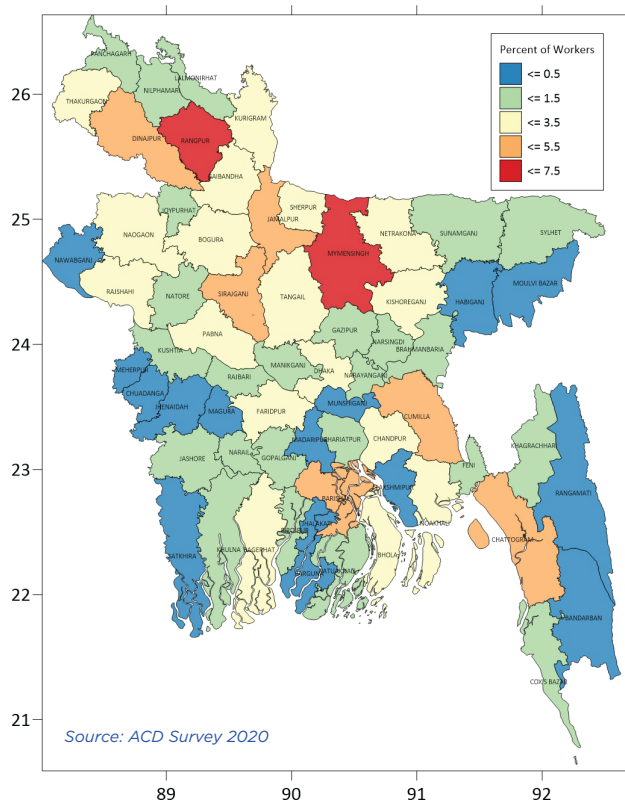 Percent of Workers
<= 0.5
<= 1.5
<= 3.5
<= 5.5
<= 7.5
26
25
24
23
22
21
89
90
91
92
PANCHAGARH
LALMONIRHAT
NILPHAMARI
THAKURGAON
KURIGRAM
DINAJPUR
RANGPUR
GAIBANDHA
SHERPUR
JOYPURHAT
JAMALPUR
NAOGAON
BOGURA
NETRAKONA
SUNAMGANJ
SYLHET
MYMENSINGH
NAWABGANJ
RAJSHAHI
NATORE
SIRAJGANJ
TANGAIL
KISHOREGANJ
HABIGANJ
MOULVI BAZAR
PABNA
GAZIPUR
KUSHTIA
NARSINGDI
BRAHMANBARIA
MEHERPUR
RAJBARI
MANIKGANJ
DHAKA
NARAYANGANJ
CHUADANGA
JHENAIDAH
MAGURA
FARIDPUR
MUNSHIGANJ
CUMILLA
MADARIPUR
SHARIATPUR
CHANDPUR
KHAGRACHHARI
JASHORE
NARAIL
GOPALGANJ
FENI
BARISHAL
LAKSHMIPUR
RANGAMATI
NOAKHALI
CHATTOGRAM
JHALAKATI
SATKHIRA
KHULNA
BAGERHAT
BHOLA
BARGUNA
BANDARBAN
COX'S BAZAR
Source: ACD Survey 2020